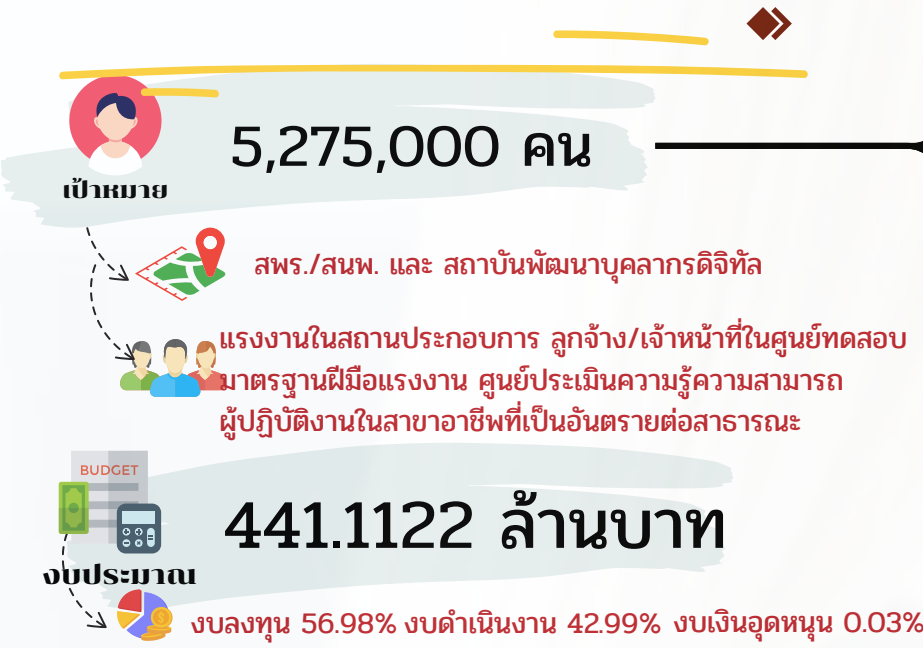 5,275,000 คน
เป้าหมาย
สพร./สนพ. และ สถาบันพัฒนาบุคลากรดิจิทัล
แรงงานในสถานประกอบการ ลูกจ้าง/เจ้าหน้าที่ในศูนย์ทดสอบ
มาตรฐานฝีมือแรงงาน ศูนย์ประเมินความรู้ความสามารถ
ผู้ปฏิบัติงานในสาขาอาชีพที่เป็นอันตรายต่อสาธารณะ
BUDGET
441.1122 ล้านบาท
งบประมาณ
งบลงทุน 56.98% งบดำเนินงาน 42.99% งบเงินอุดหนุน 0.03%